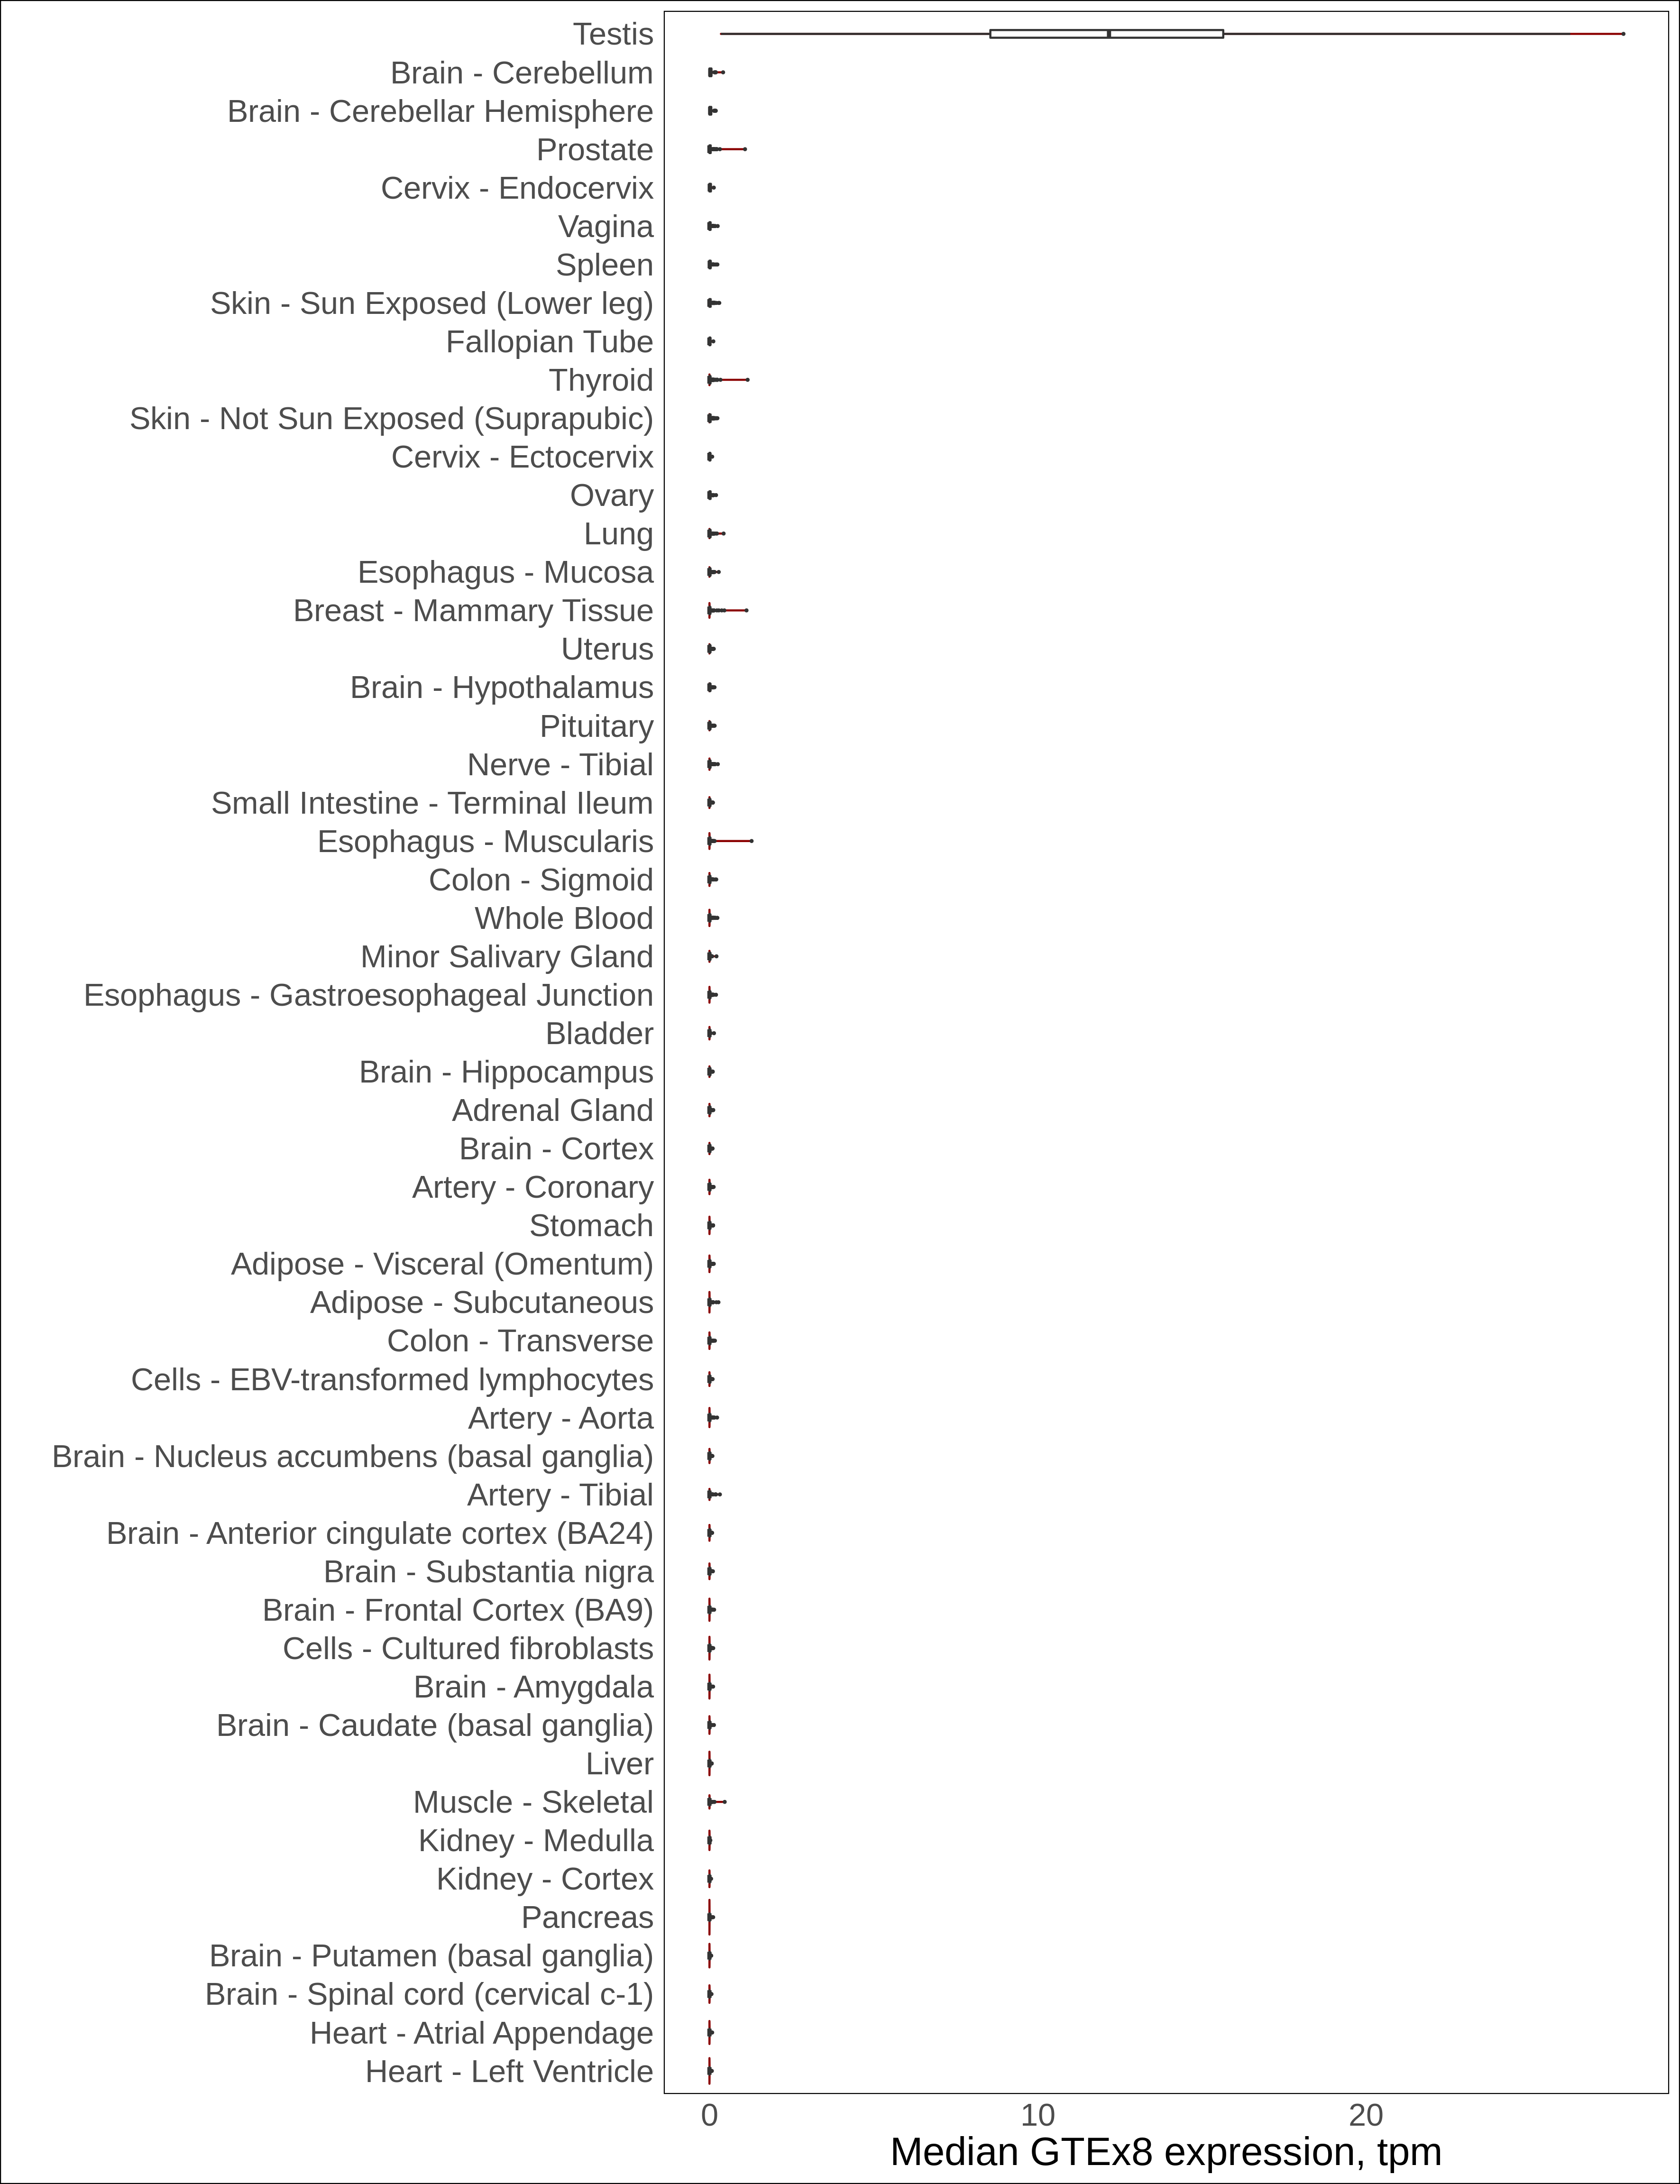 Testis
Brain - Cerebellum
Brain - Cerebellar Hemisphere
Prostate
Cervix - Endocervix
Vagina
Spleen
Skin - Sun Exposed (Lower leg)
Fallopian Tube
Thyroid
Skin - Not Sun Exposed (Suprapubic)
Cervix - Ectocervix
Ovary
Lung
Esophagus - Mucosa
Breast - Mammary Tissue
Uterus
Brain - Hypothalamus
Pituitary
Nerve - Tibial
Small Intestine - Terminal Ileum
Esophagus - Muscularis
Colon - Sigmoid
Whole Blood
Minor Salivary Gland
Esophagus - Gastroesophageal Junction
Bladder
Brain - Hippocampus
Adrenal Gland
Brain - Cortex
Artery - Coronary
Stomach
Adipose - Visceral (Omentum)
Adipose - Subcutaneous
Colon - Transverse
Cells - EBV-transformed lymphocytes
Artery - Aorta
Brain - Nucleus accumbens (basal ganglia)
Artery - Tibial
Brain - Anterior cingulate cortex (BA24)
Brain - Substantia nigra
Brain - Frontal Cortex (BA9)
Cells - Cultured fibroblasts
Brain - Amygdala
Brain - Caudate (basal ganglia)
Liver
Muscle - Skeletal
Kidney - Medulla
Kidney - Cortex
Pancreas
Brain - Putamen (basal ganglia)
Brain - Spinal cord (cervical c-1)
Heart - Atrial Appendage
Heart - Left Ventricle
0 10 20
Median GTEx8 expression, tpm